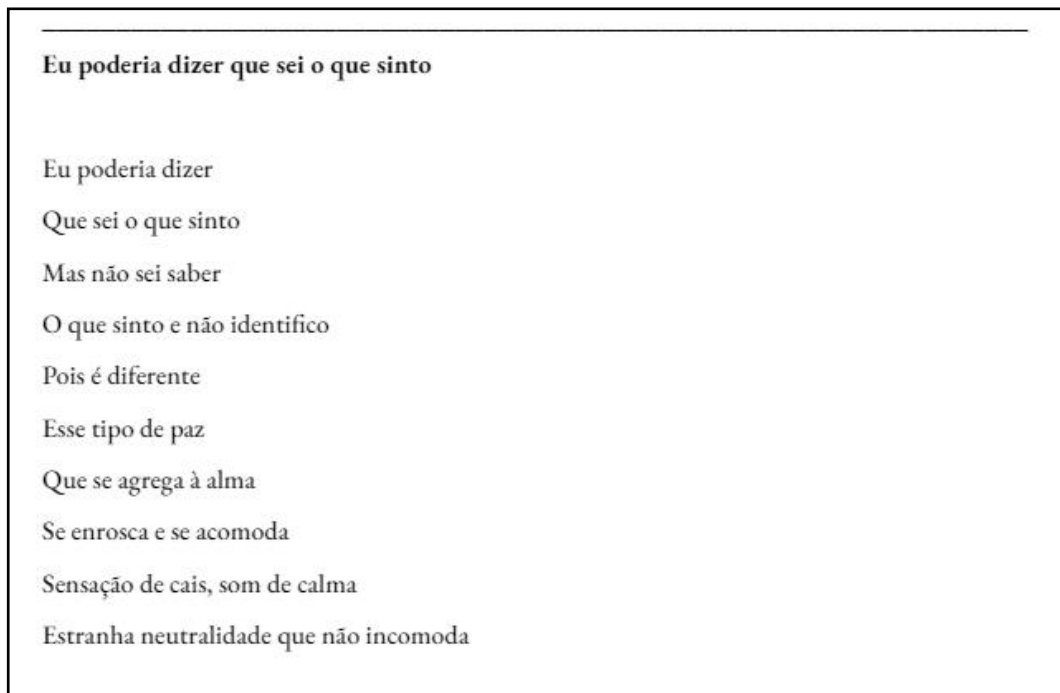 Eu poderia dizer que sei o que sinto
Eu poderia dizer
Que sei o que sinto
Mas não sei saber
O que sinto e não identifico
Pois é diferente
Esse tipo de paz
Que se agrega à alma
Se enrosca e se acomoda
Sensação de cais, som de calma
Estranha neutralidade que não incomoda